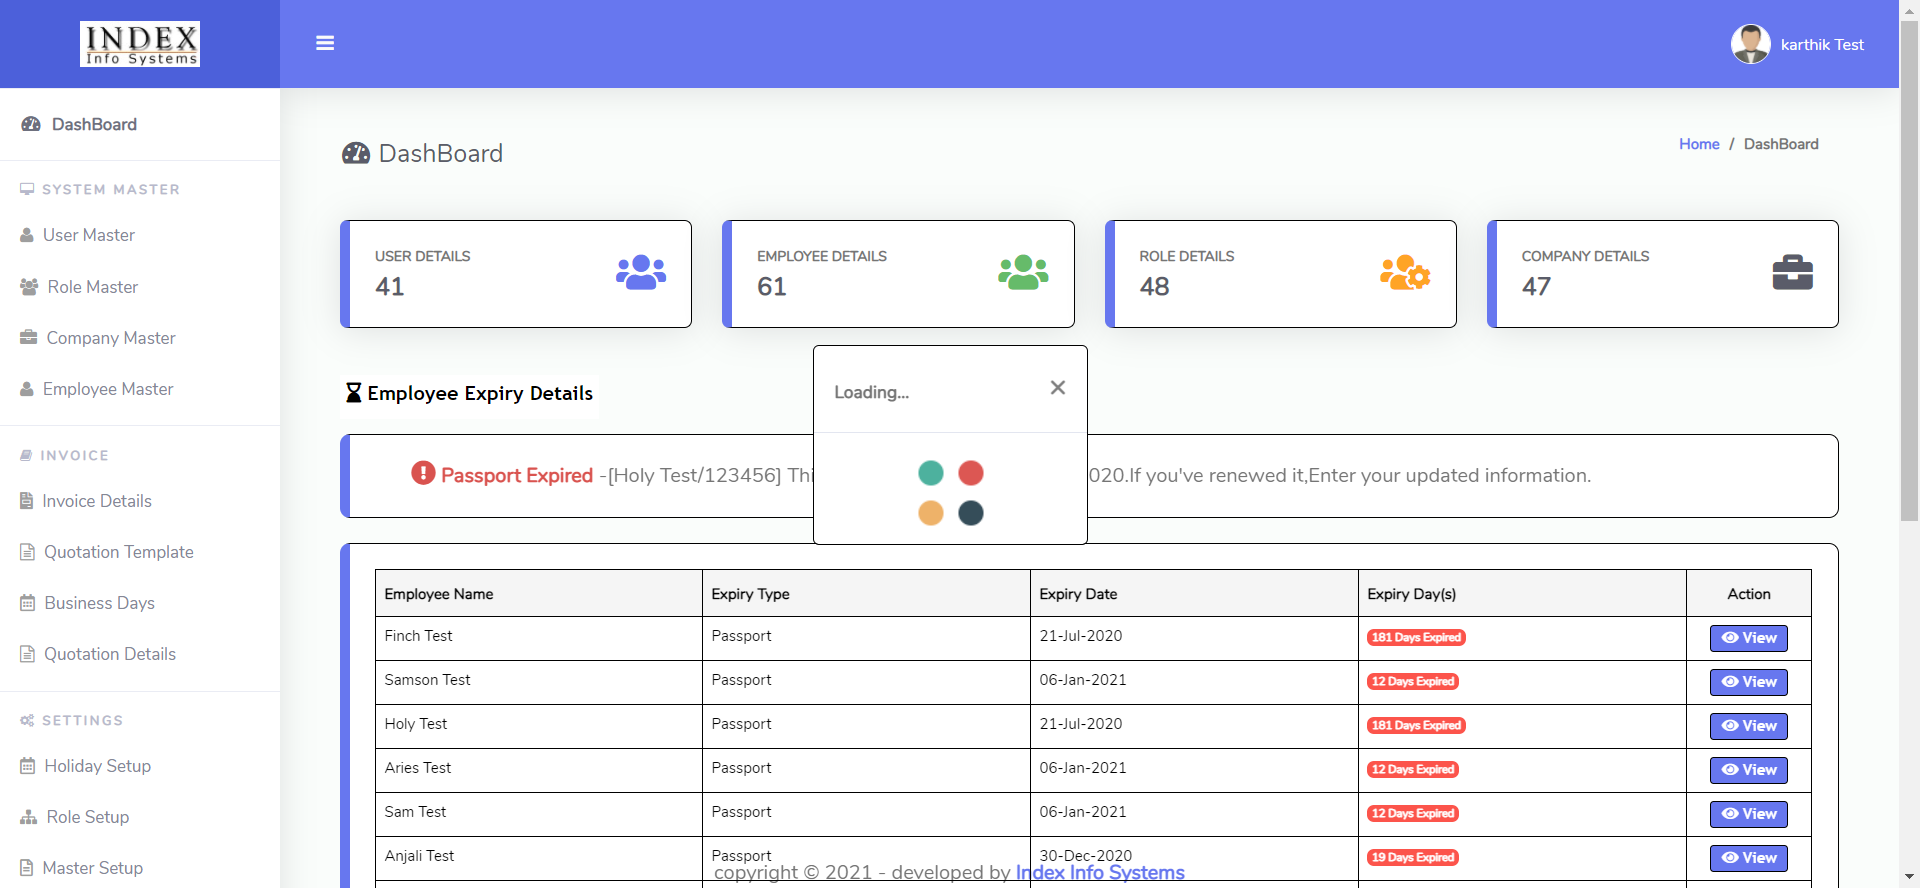 INDEX
Info Systems
karthik Test
DashBoard
SYSTEM MASTER
User Master
Role Master
Company Master
Employee Master
INVOICE
Invoice Details
Quotation Template
Business Days
Quotation Details
SETTINGS
Holiday Setup
Role Setup
Master Setup
DashBoard
Home / DashBoard
USER DETAILS
41
EMPLOYEE DETAILS
61
ROLE DETAILS
48
COMPANY DETAILS
47
Employee Expiry Details
Loading...
Passport Expired -[Holy Test/123456] Thi 020.If you've renewed it,Enter your updated information.
Employee Name Expiry Type Expiry Date Expiry Day(s) Action
Finch Test Passport 21-Jul-2020 181 Days Expired View
Samson Test Passport 06-Jan-2021 12 Days Expired View
Holy Test Passport 21-Jul-2020 181 Days Expired View
Aries Test Passport 06-Jan-2021 12 Days Expired View
Sam Test Passport 06-Jan-2021 12 Days Expired View
Anjali Test Passport 30-Dec-2020 19 Days Expired View
copyright © 2021 - developed by Index Info Systems